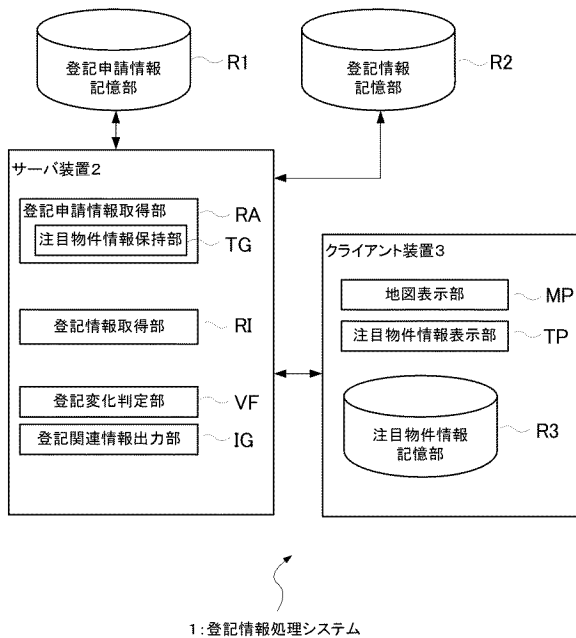 登記申請情報
記憶部
R1
登記情報
記憶部
R2
サーバ装置2
登記申請情報取得部
RA
注目物件情報保持部
TG
登記情報取得部
RI
登記変化判定部
VF
登記関連情報出力部
IG
クライアント装置3
地図表示部
MP
注目物件情報表示部
TP
注目物件情報
記憶部
R3
1:登記情報処理システム